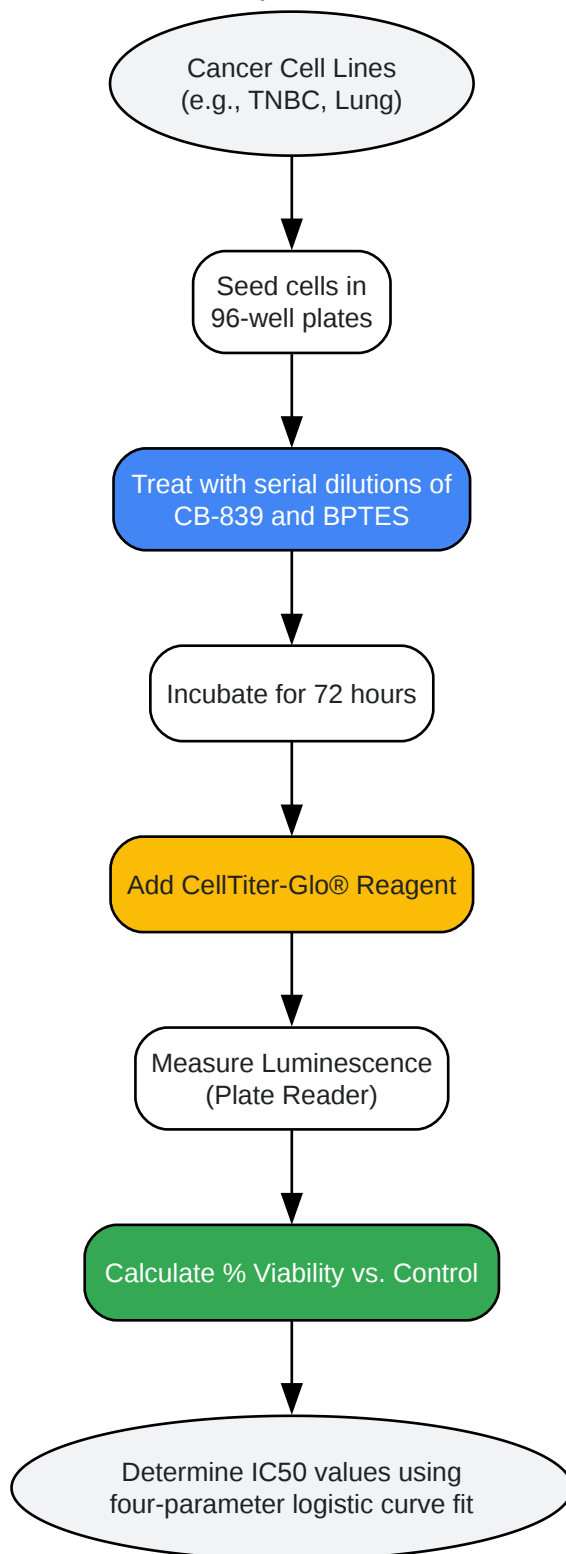 Cancer Cell Lines
(e.g., TNBC, Lung)
Seed cells in
96-well plates
Treat with serial dilutions of
CB-839 and BPTES
Incubate for 72 hours
Add CellTiter-Glo® Reagent
Measure Luminescence
(Plate Reader)
Calculate % Viability vs. Control
Determine IC50 values using
four-parameter logistic curve fit